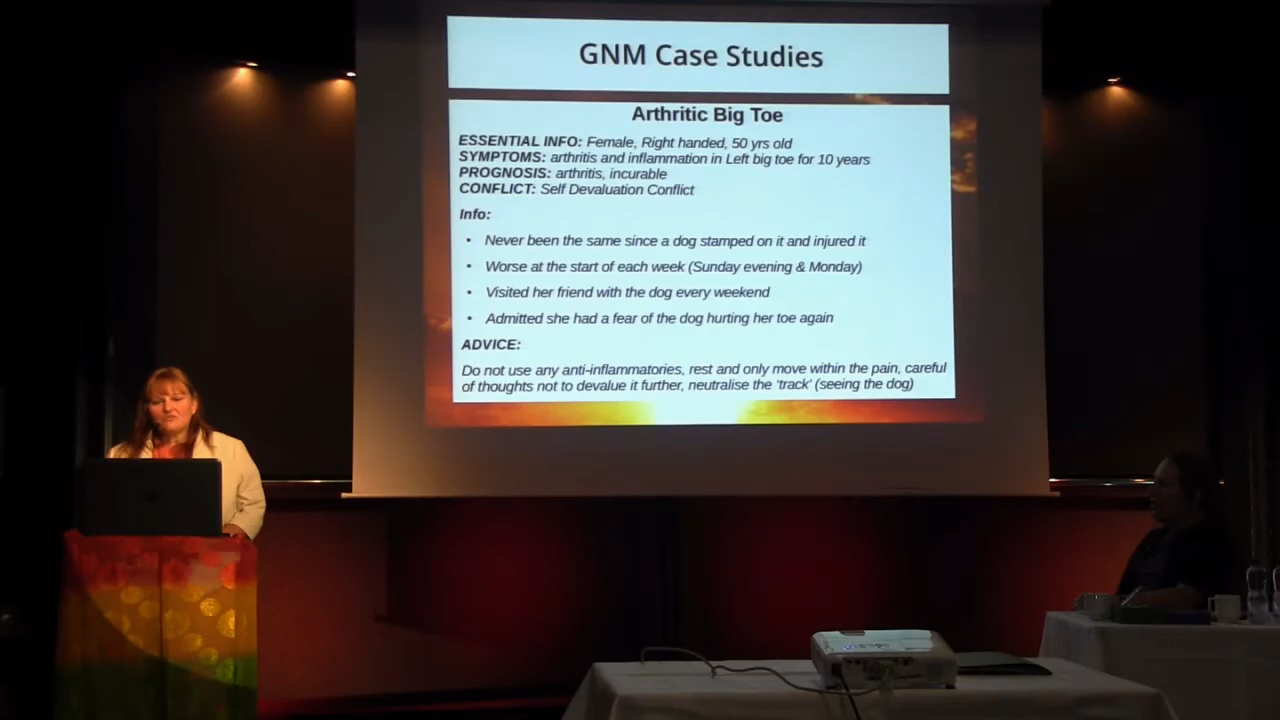 GNM Case Studies
Arthritic Big Toe
ESSENTIAL INFO: Female, Right handed, 50 yrs old
SYMPTOMS: arthritis and inflammation in Left big toe for 10 years
PROGNOSIS: arthritis, incurable
CONFLICT: Self Devaluation Conflict
Info:
• Never been the same since a dog stamped on it and injured it
• Worse at the start of each week (Sunday evening & Monday)
• Visited her friend with the dog every weekend
• Admitted she had a fear of the dog hurting her toe again
ADVICE:
Do not use any anti-inflammatories, rest and only move within the pain, careful
of thoughts not to devalue it further, neutralise the 'track' (seeing the dog)